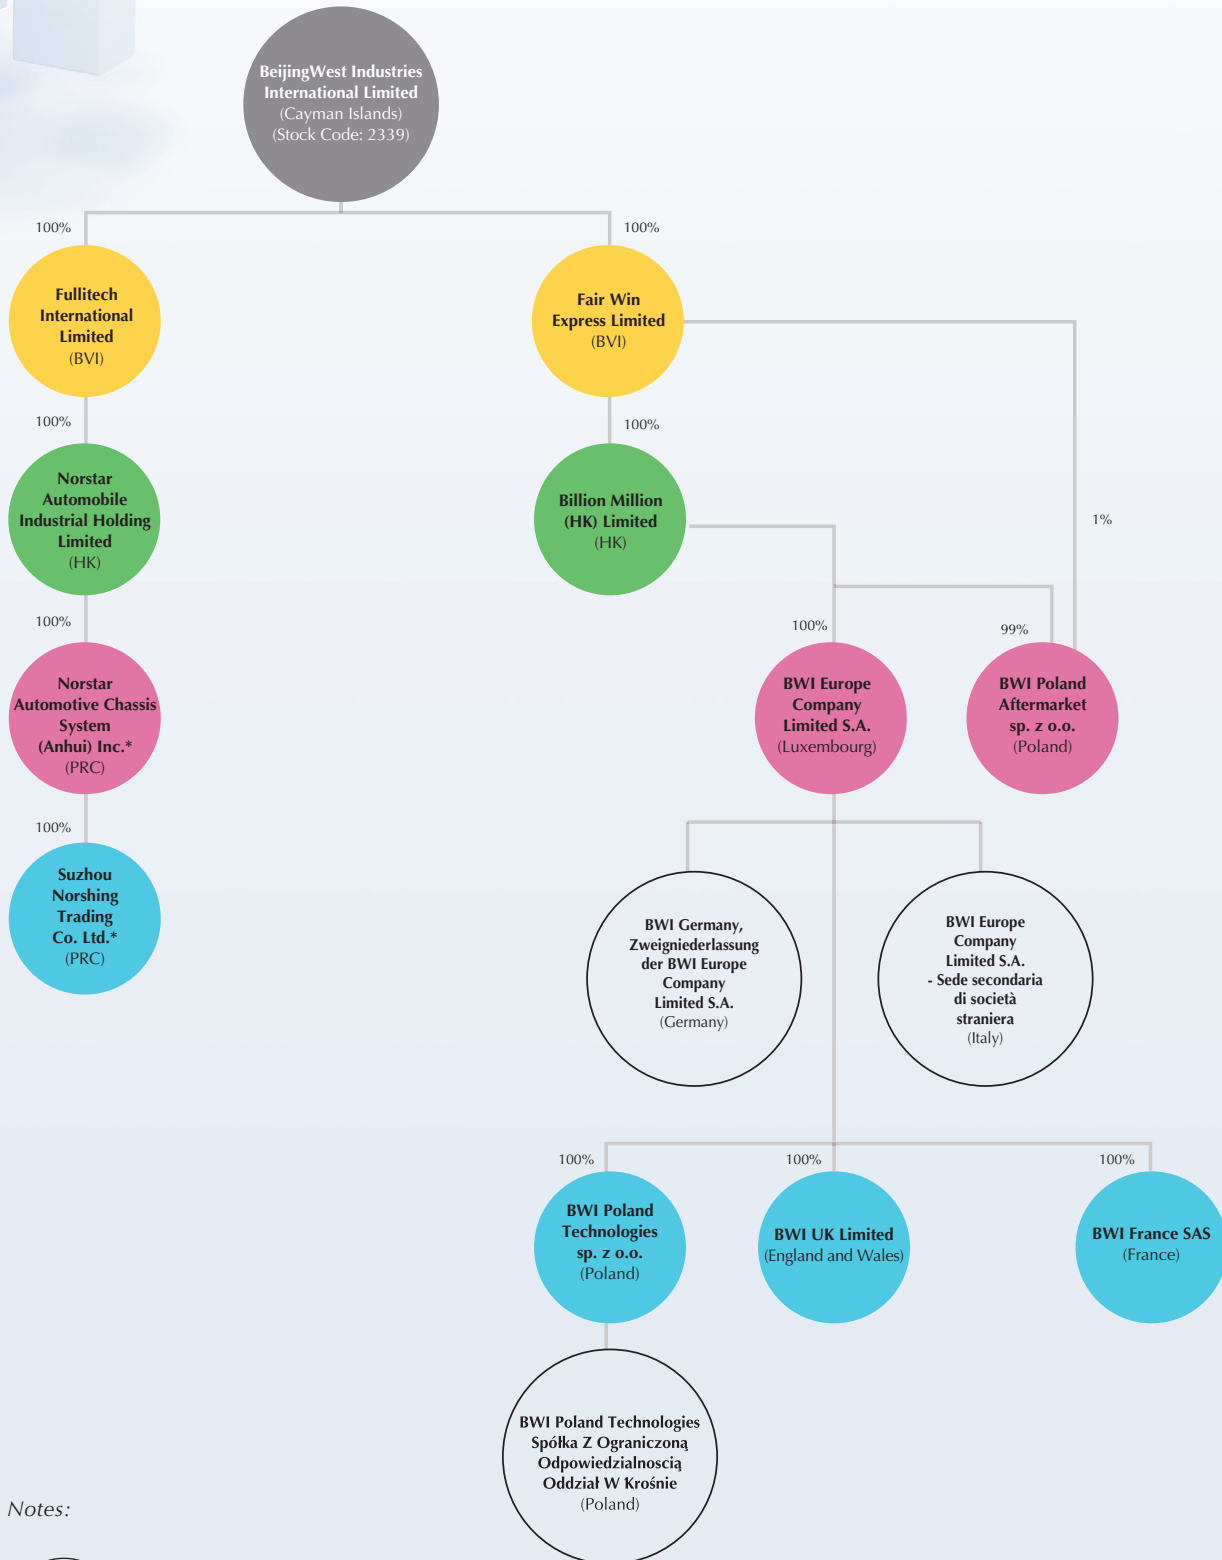 BeijingWest Industries
International Limited
(Cayman Islands)
(Stock Code: 2339)
100%
100%
Fullitech
International
Limited
(BVI)
Fair Win
Express Limited
(BVI)
100%
100%
Norstar
Automobile
Industrial Holding
Limited
(HK)
Billion Million
(HK) Limited
(HK)
1%
100%
100%
99%
Norstar
Automotive Chassis
System
(Anhui) Inc.*
(PRC)
BWI Europe
Company
Limited S.A.
(Luxembourg)
BWI Poland
Aftermarket
sp. z o.o.
(Poland)
100%
Suzhou
Norshing
Trading
Co. Ltd.*
(PRC)
BWI Germany,
Zweigniederlassung
der BWI Europe
Company
Limited S.A.
(Germany)
BWI Europe
Company
Limited S.A.
- Sede secondaria
di società
straniera
(Italy)
100%
100%
100%
BWI Poland
Technologies
sp. z o.o.
(Poland)
BWI UK Limited
(England and Wales)
BWI France SAS
(France)
BWI Poland Technologies
Spółka Z Ograniczoną
Odpowiedzialnoscią
Oddział W Krośnie
(Poland)
Notes: